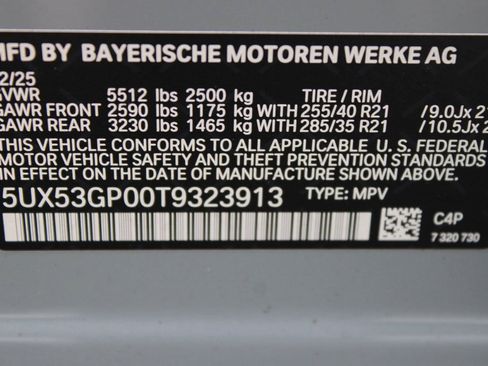 MFD BY BAYERISCHE MOTOREN WERKE AG
2/25
GVWR 5512 lbs 2500 kg TIRE / RIM
GAWR FRONT 2590 lbs 1175 kg WITH 255/40 R21 /9.0Jx21
GAWR REAR 3230 lbs 1465 kg WITH 285/35 R21 /10.5Jx
THIS VEHICLE CONFORMS TO ALL APPLICABLE U. S. FEDERAL
MOTOR VEHICLE SAFETY AND THEFT PREVENTION STANDARDS
EFFECT ON THE DATE OF MANUFACTURE SHOWN ABOVE.
5UX53GP00T9323913 TYPE: MPV
C4P
7 320 730